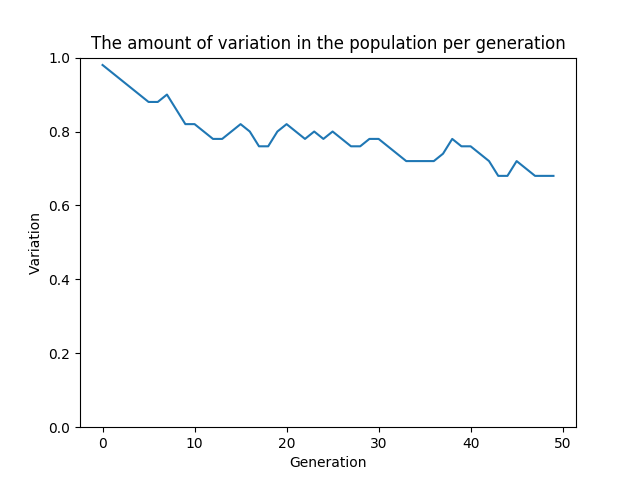 The amount of variation in the population per generation
1.0
0.8
0.6
0.4
0.2
0.0
Variation
0 10 20 30 40 50
Generation